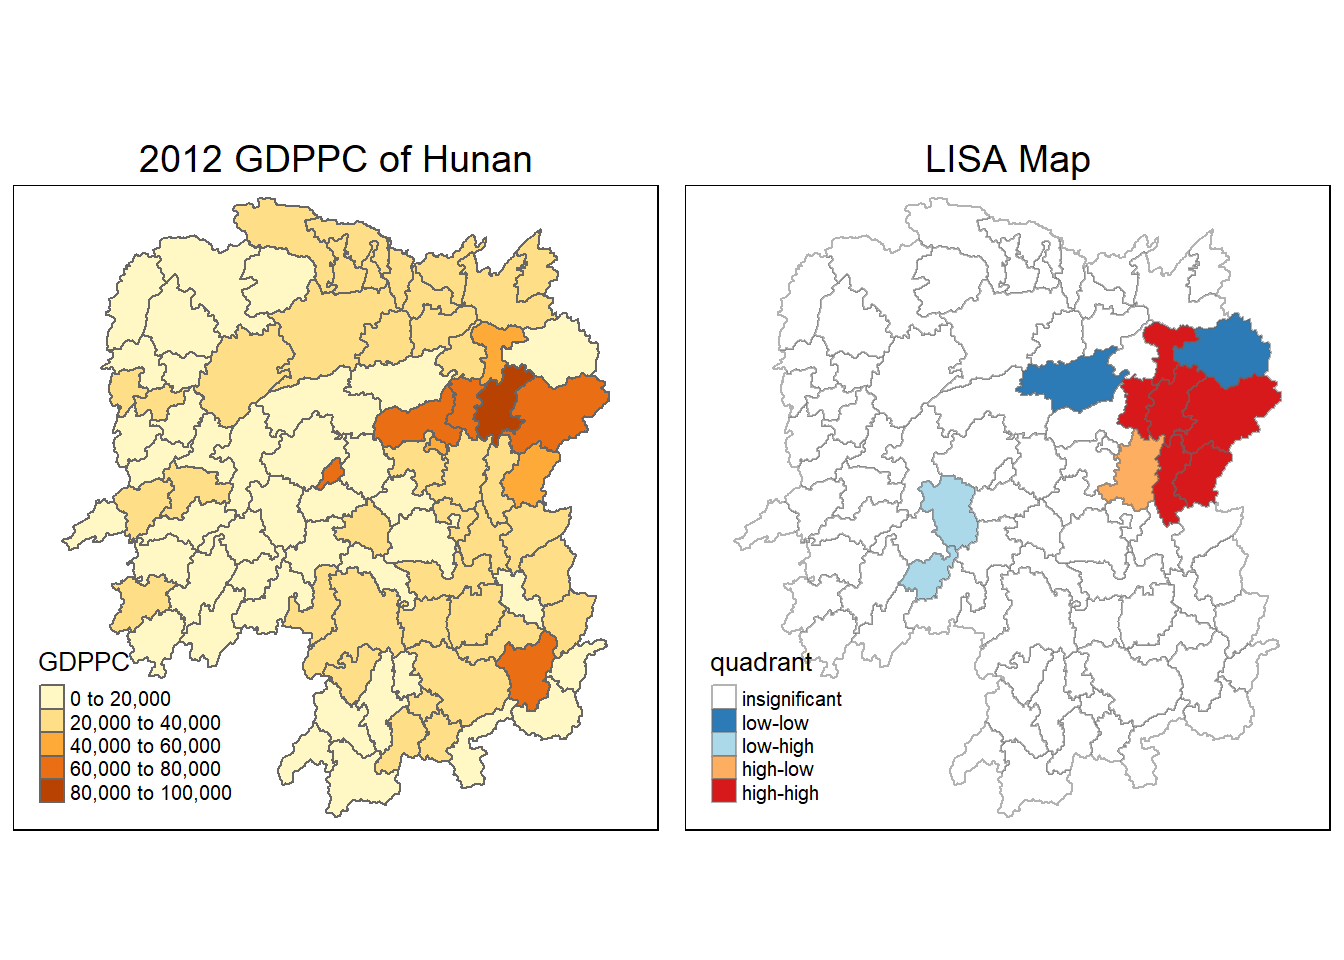 2012 GDPPC of Hunan
GDPPC
0 to 20,000
20,000 to 40,000
40,000 to 60,000
60,000 to 80,000
80,000 to 100,000
LISA Map
quadrant
insignificant
low-low
low-high
high-low
high-high